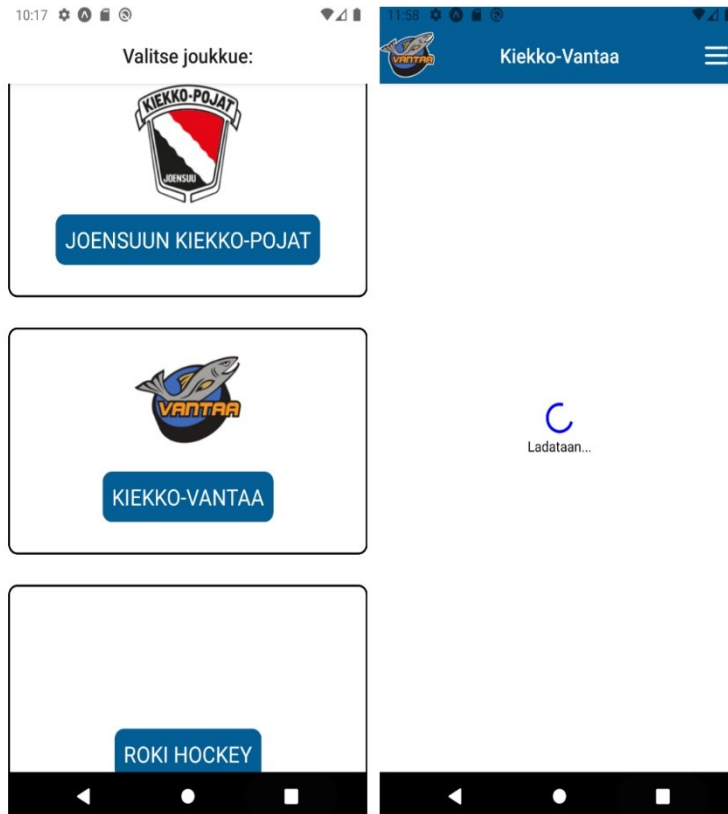 10:17
Valitse joukkue:
KIEKKO-POJAT
JOENSUU
JOENSUUN KIEKKO-POJAT
VANTAA
KIEKKO-VANTAA
ROKI HOCKEY
11:58
VANTAA
Kiekko-Vantaa
Ladataan...